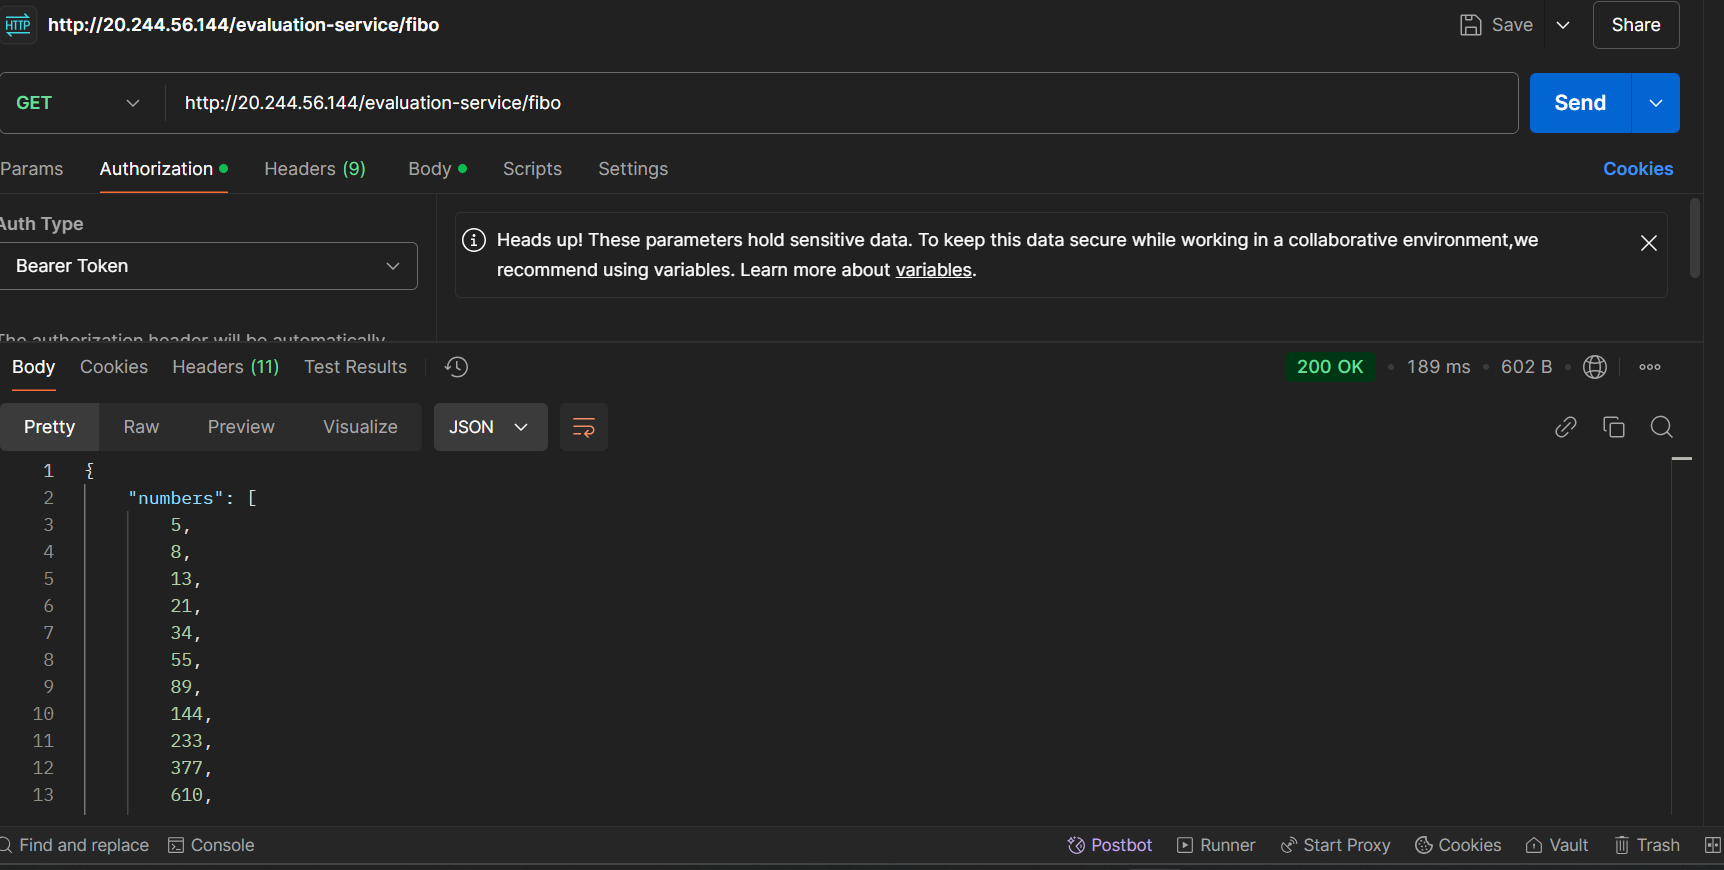 HTTP http://20.244.56.144/evaluation-service/fibo Save Share
GET http://20.244.56.144/evaluation-service/fibo Send
Params Authorization Headers (9) Body Scripts Settings Cookies
Auth Type
Bearer Token
Heads up! These parameters hold sensitive data. To keep this data secure while working in a collaborative environment,we
recommend using variables. Learn more about variables.
The authorization header will be automatically
Body Cookies Headers (11) Test Results 200 OK 189 ms 602 B
Pretty Raw Preview Visualize JSON
1 {
2 "numbers": [
3 5,
4 8,
5 13,
6 21,
7 34,
8 55,
9 89,
10 144,
11 233,
12 377,
13 610,
Find and replace Console Postbot Runner Start Proxy Cookies Vault Trash